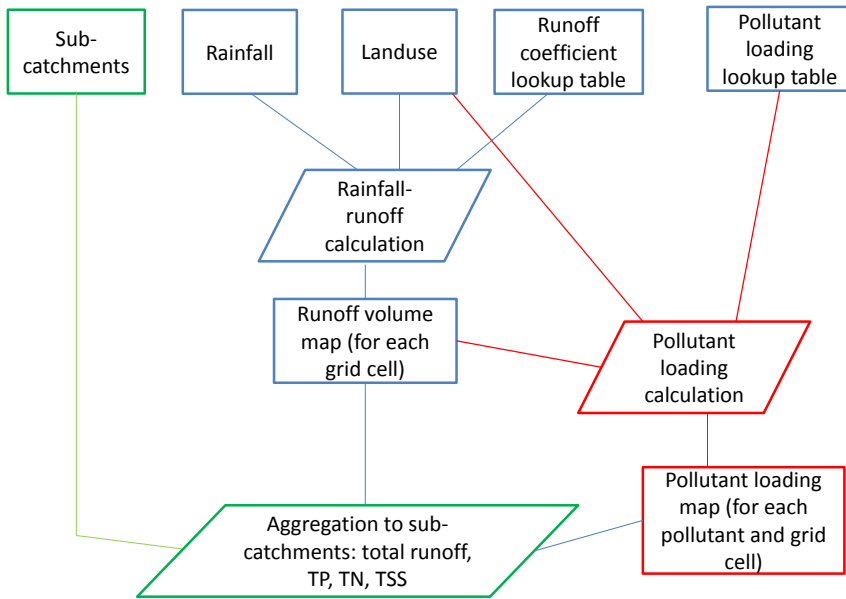 Sub-
catchments
Rainfall
Landuse
Runoff
coefficient
lookup table
Pollutant
loading
lookup table
Rainfall-
runoff
calculation
Runoff volume
map (for each
grid cell)
Pollutant
loading
calculation
Aggregation to sub-
catchments: total runoff,
TP, TN, TSS
Pollutant loading
map (for each
pollutant and grid
cell)